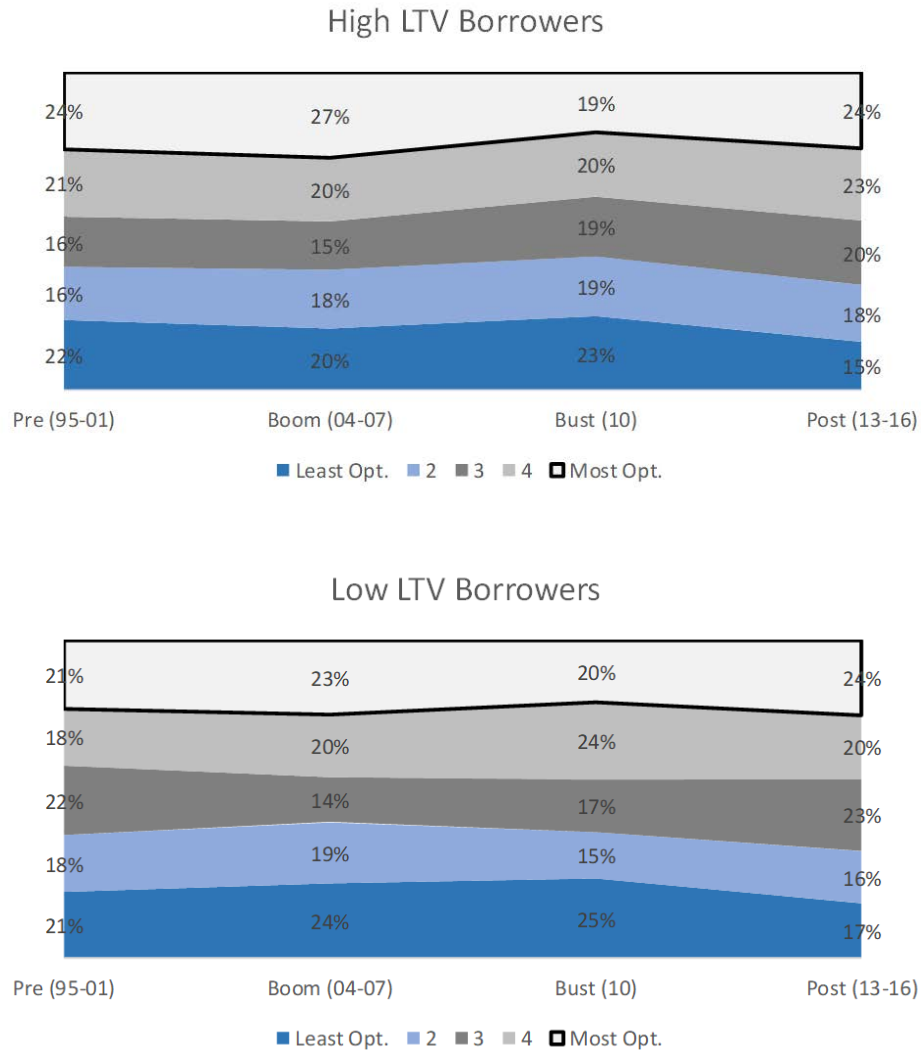 High LTV Borrowers
24% 27% 19% 24%
21% 20% 20% 23%
16% 15% 19% 20%
16% 18% 19% 18%
22% 20% 23% 15%
Pre (95-01) Boom (04-07) Bust (10) Post (13-16)
Least Opt. 2 3 4 Most Opt.
Low LTV Borrowers
21% 23% 20% 24%
18% 20% 24% 20%
22% 14% 17% 23%
18% 19% 15% 16%
21% 24% 25% 17%
Pre (95-01) Boom (04-07) Bust (10) Post (13-16)
Least Opt. 2 3 4 Most Opt.